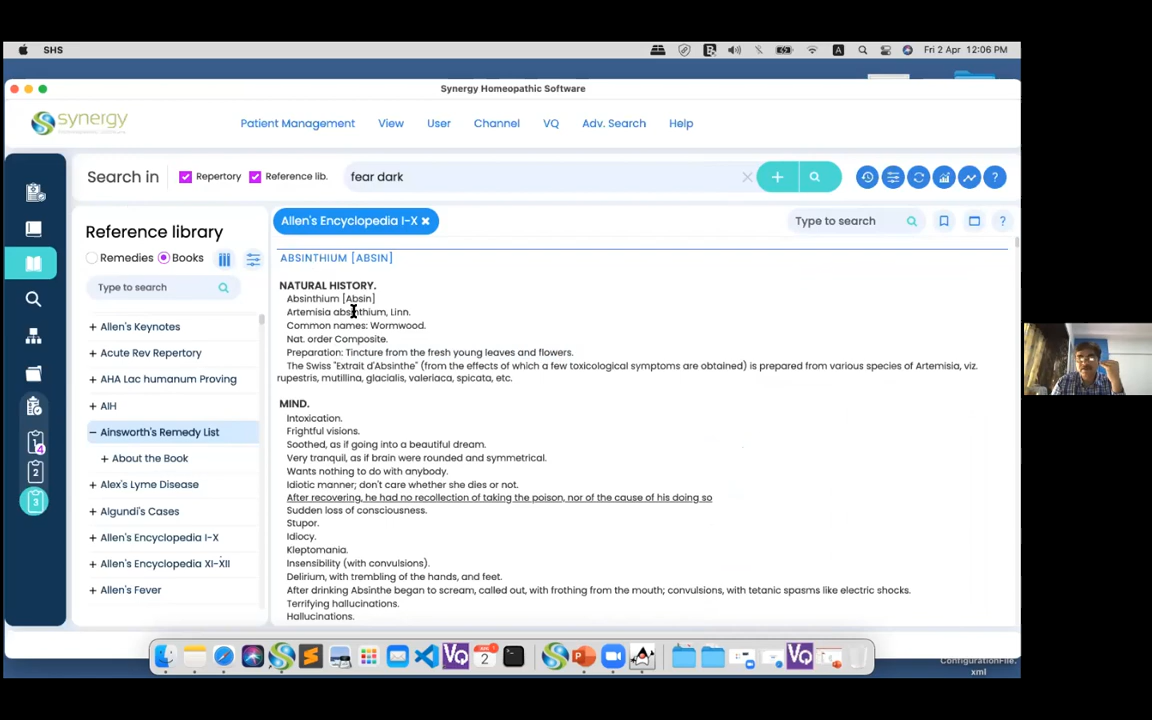 SHS
A
Fri 2 Apr 12:06 PM
Synergy Homeopathic Software
synergy
Patient Management
View
User
Channel
VQ
Adv. Search
Help
Search in
Repertory
Reference lib.
fear dark
+
?
Reference library
Remedies
Books
Type to search
+ Allen's Keynotes
+ Acute Rev Repertory
+ AHA Lac humanum Proving
+ AIH
− Ainsworth's Remedy List
+ About the Book
+ Alex's Lyme Disease
+ Algundi's Cases
+ Allen's Encyclopedia I-X
+ Allen's Encyclopedia XI-XII
+ Allen's Fever
1
4
2
3
Allen's Encyclopedia I-X ×
Type to search
?
ABSINTHIUM [ABSIN]
NATURAL HISTORY.
Absinthium [Absin]
Artemisia absinthium, Linn.
Common names: Wormwood.
Nat. order Composite.
Preparation: Tincture from the fresh young leaves and flowers.
The Swiss "Extrait d'Absinthe" (from the effects of which a few toxicological symptoms are obtained) is prepared from various species of Artemisia, viz.
rupestris, mutillina, glacialis, valeriaca, spicata, etc.
MIND.
Intoxication.
Frightful visions.
Soothed, as if going into a beautiful dream.
Very tranquil, as if brain were rounded and symmetrical.
Wants nothing to do with anybody.
Idiotic manner; don't care whether she dies or not.
After recovering, he had no recollection of taking the poison, nor of the cause of his doing so
Sudden loss of consciousness.
Stupor.
Idiocy.
Kleptomania.
Insensibility (with convulsions).
Delirium, with trembling of the hands, and feet.
After drinking Absinthe began to scream, called out, with frothing from the mouth; convulsions, with tetanic spasms like electric shocks.
Terrifying hallucinations.
Hallucinations.
VQ
2
VQ
ConfigurationFile.
xml